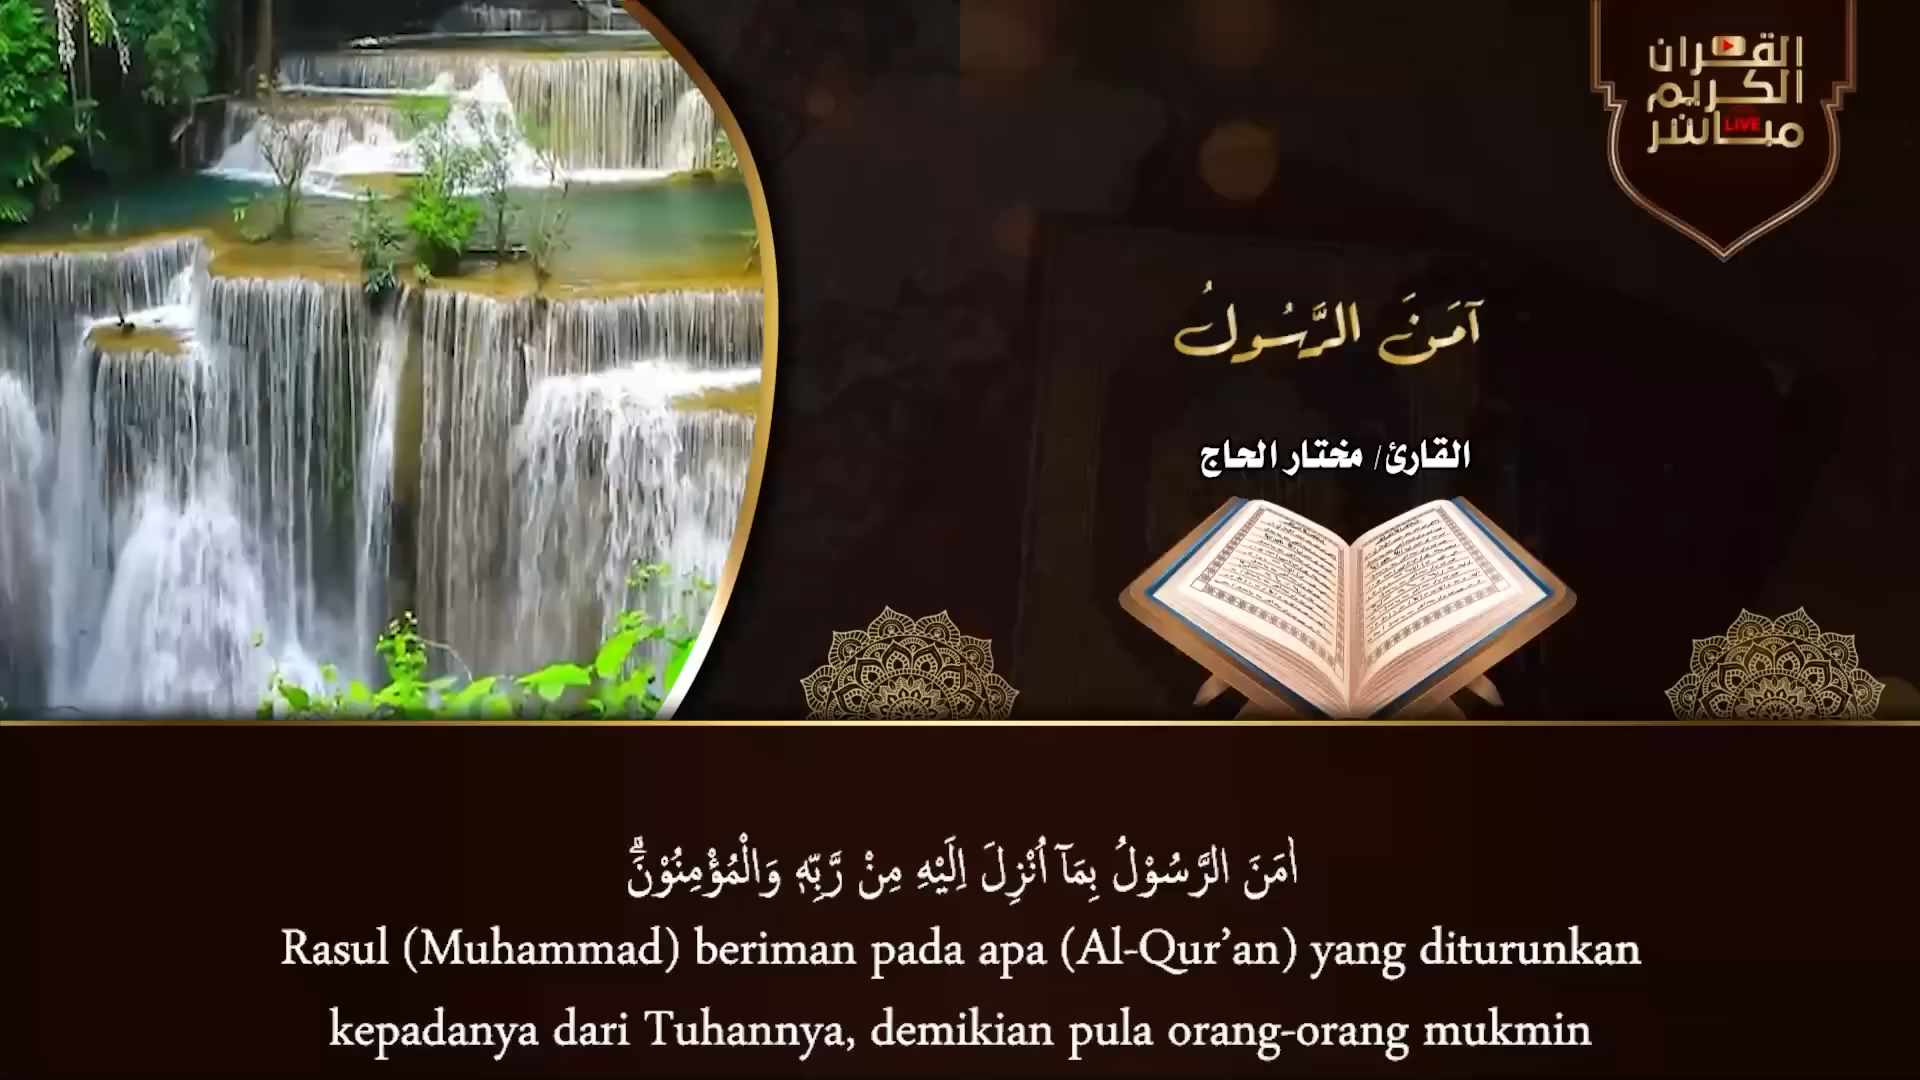 القرآن
الكريم
مباشر
LIVE
آمَنَ الرَّسُولُ
القارئ/ مختار الحاج
اٰمَنَ الرَّسُوْلُ بِمَآ اُنْزِلَ اِلَيْهِ مِنْ رَّبِّهٖ وَالْمُؤْمِنُوْنَۗ
Rasul (Muhammad) beriman pada apa (Al-Qur’an) yang diturunkan
kepadanya dari Tuhannya, demikian pula orang-orang mukmin